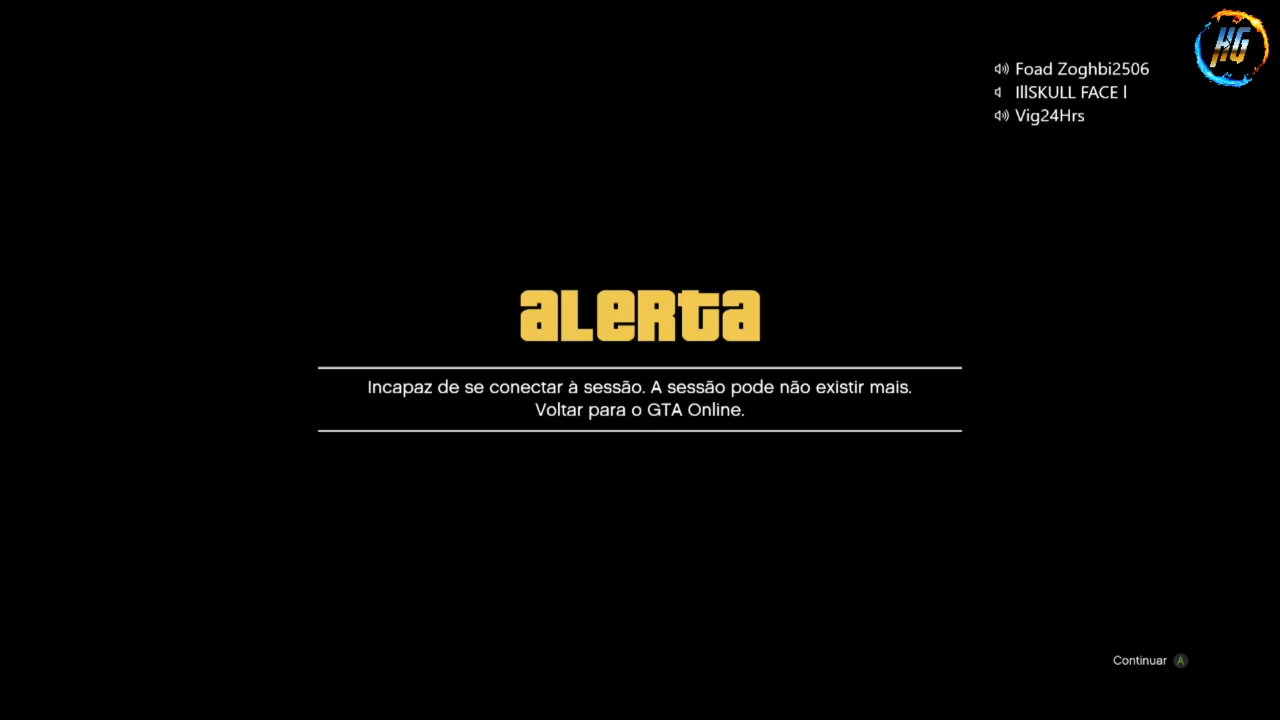 HG
Foad Zoghbi2506
IllSKULL FACE l
Vig24Hrs
alerta
Incapaz de se conectar à sessão. A sessão pode não existir mais.
Voltar para o GTA Online.
Continuar A